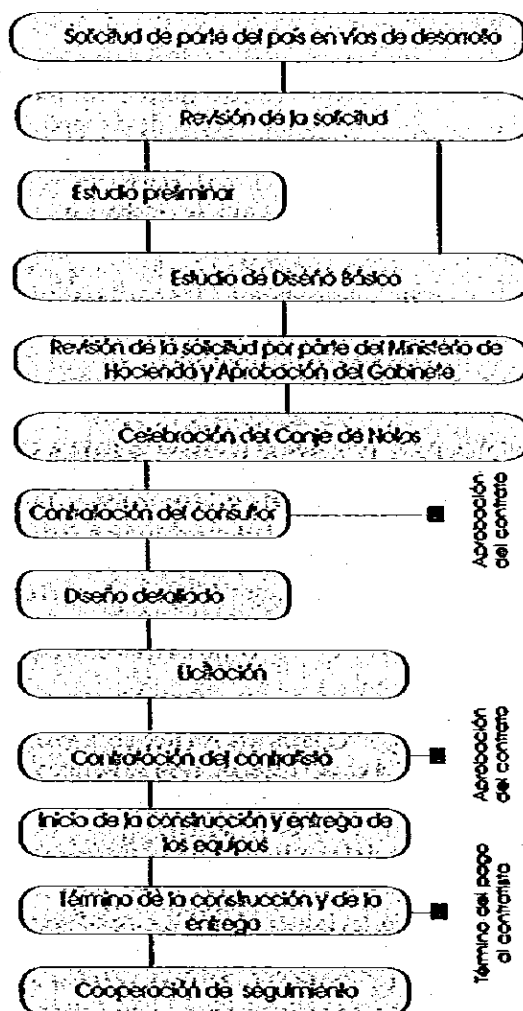 Solicitud de parte del país en vías de desarrollo
Revisión de la solicitud
Estudio preliminar
Estudio de Diseño Básico
Revisión de la solicitud por parte del Ministerio de
Hacienda y Aprobación del Gabinete
Celebración del Canje de Notas
Contratación del consultor
Aprobación
del contrato
Diseño detallado
Licitación
Contratación del contratista
Aprobación
del contrato
Inicio de la construcción y entrega de
los equipos
Término de la construcción y de la
entrega
Término del pago
al contratista
Cooperación de seguimiento